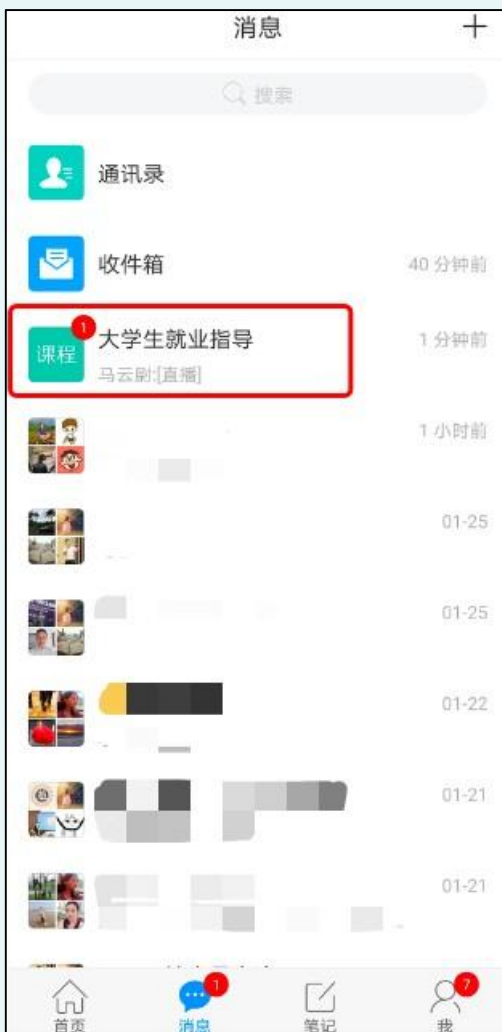 消息
搜索
通讯录
收件箱
40 分钟前
课程
1
大学生就业指导
1 分钟前
马云尉:[直播]
1 小时前
01-25
01-25
01-22
01-21
01-21
1
7
首页
消息
笔记
我